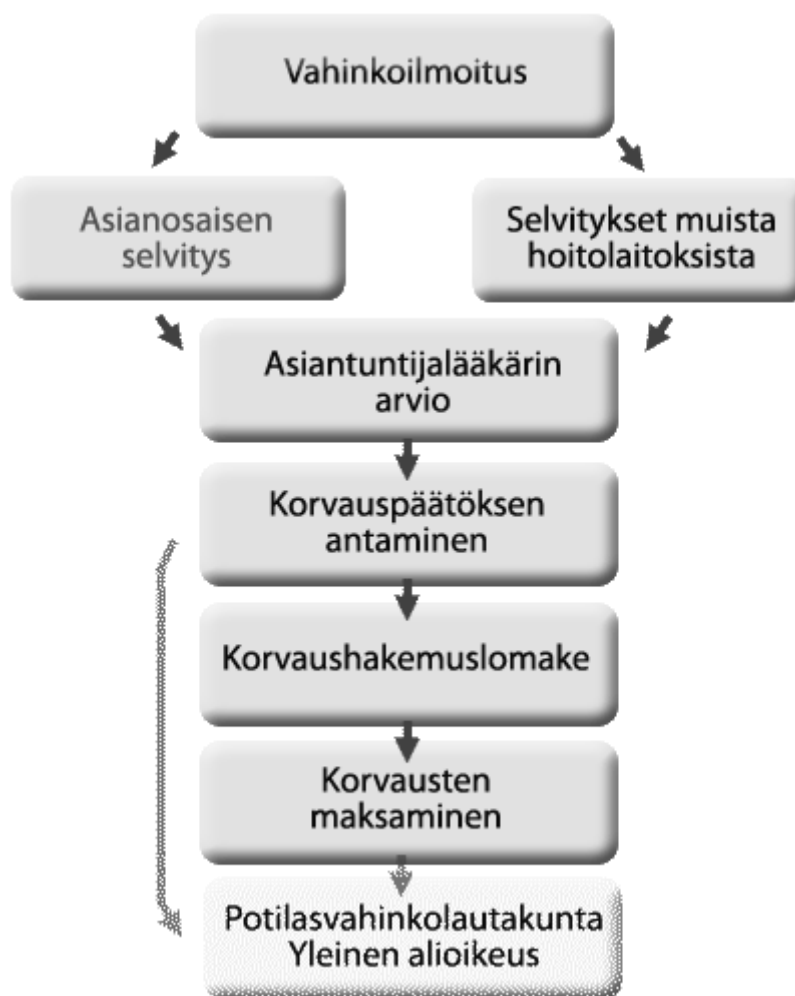 Vahinkoilmoitus
Asianosaisen
selvitys
Selvitykset muista
hoitolaitoksista
Asiantuntijalääkärin
arvio
Korvauspäätöksen
antaminen
Korvaushakemuslomake
Korvausten
maksaminen
Potilasvahinkolautakunta
Yleinen alioikeus